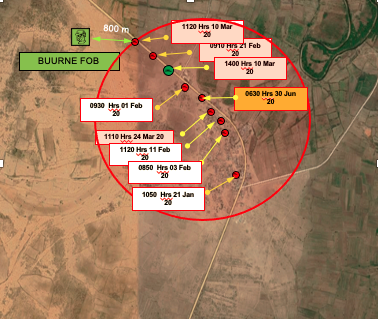 800 m
BUURNE FOB
1120 Hrs 10 Mar
20
0910 Hrs 21 Feb
20
1400 Hrs 10 Mar
20
0630 Hrs 30 Jun
20
0930 Hrs 01 Feb
20
1110 Hrs 24 Mar 20
1120 Hrs 11 Feb
20
0850 Hrs 03 Feb
20
1050 Hrs 21 Jan
20